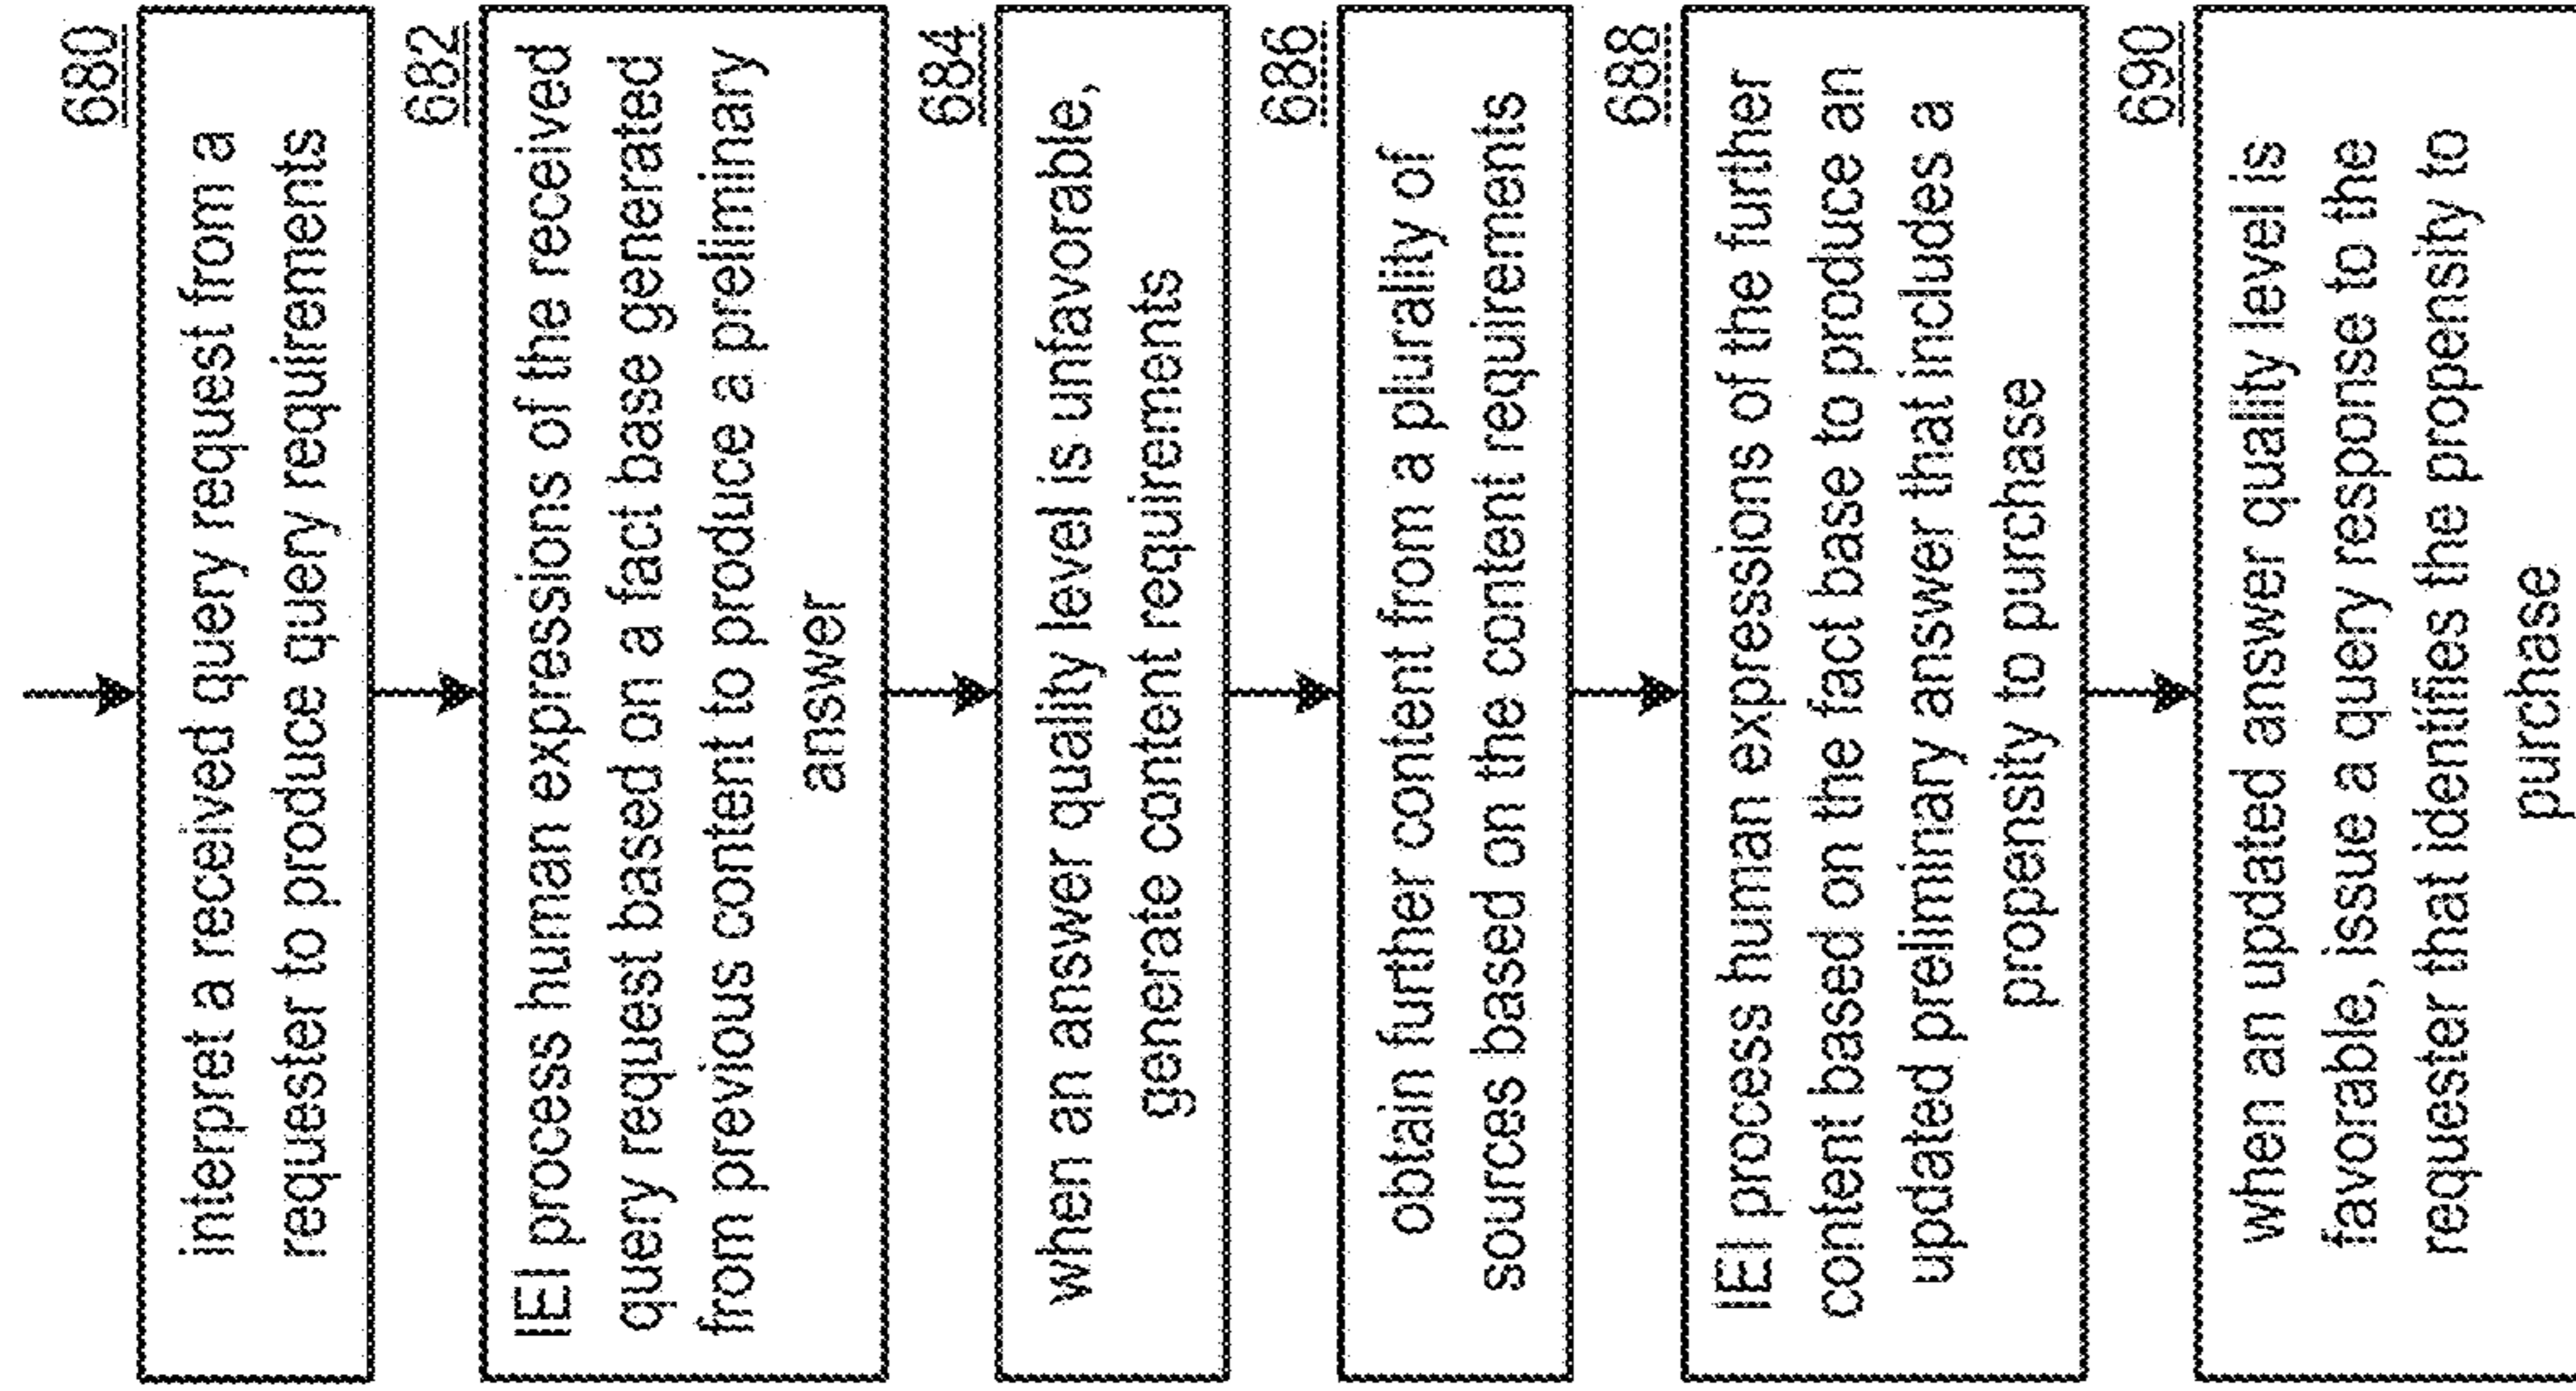 680
interpret a received query request from a
requester to produce query requirements
682
IEI process human expressions of the received
query request based on a fact base generated
from previous content to produce a preliminary
answer
684
when an answer quality level is unfavorable,
generate content requirements
686
obtain further content from a plurality of
sources based on the content requirements
688
IEI process human expressions of the further
content based on the fact base to produce an
updated preliminary answer that includes a
propensity to purchase
690
when an updated answer quality level is
favorable, issue a query response to the
requester that identifies the propensity to
purchase